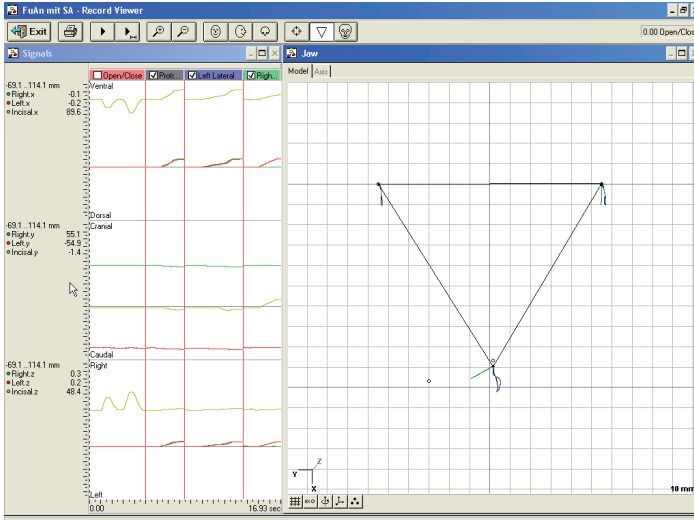 FuAn mit SA - Record Viewer
Exit
0.00 Open/Clos
Signals
Jaw
Model Axis
Open/Close Protr... Left Lateral Righ...
-69.1 ..114.1 mm
Right.x -0.1
Left.x -0.2
Incisal.x 89.6
Ventral
Dorsal
-69.1 ..114.1 mm
Right.y 55.1
Left.y -54.9
Incisal.y -1.4
Cranial
Caudal
-69.1 ..114.1 mm
Right.z 0.3
Left.z 0.2
Incisal.z 48.4
Right
Left
0.00 16.93 sec
Z
Y
X
10 mm